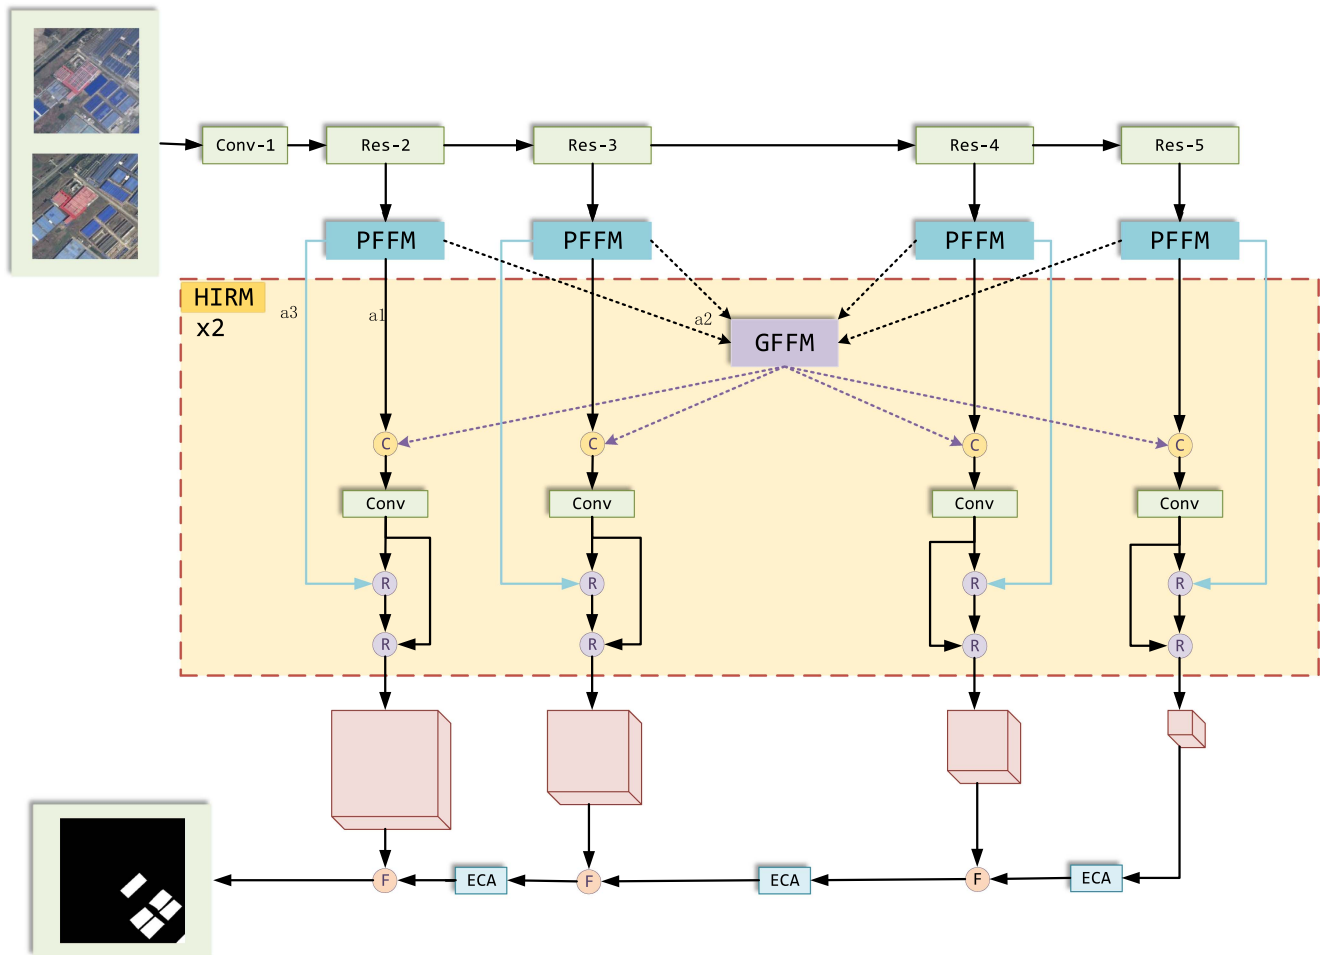 Conv-1 Res-2 Res-3 Res-4 Res-5
PFFM PFFM PFFM PFFM
HIRM
x2
a3 a1 a2
GFFM
C C C C
Conv Conv Conv Conv
R R R R
R R R R
F ECA F ECA F ECA